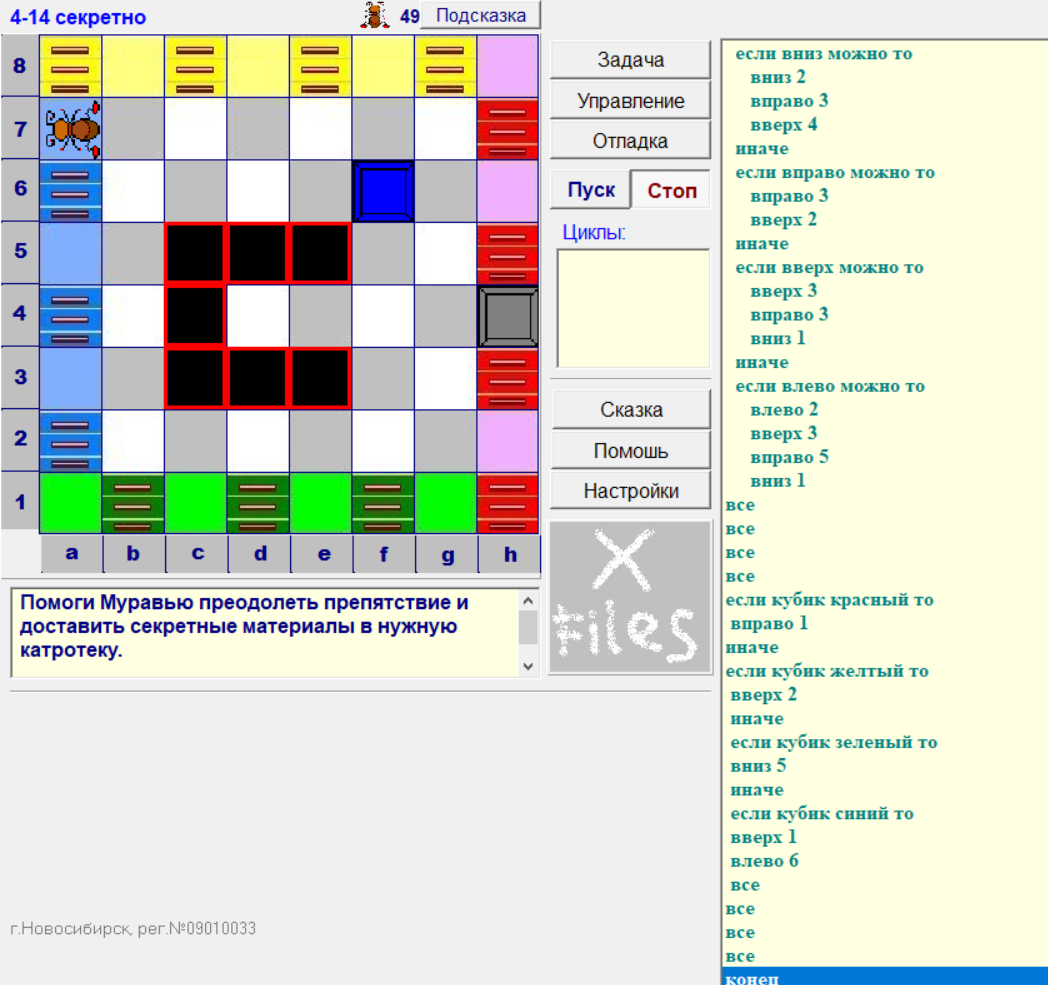 4-14 секретно
49
Подсказка
8
7
6
5
4
3
2
1
a b c d e f g h
Помоги Муравью преодолеть препятствие и
доставить секретные материалы в нужную
катротеку.
Задача
Управление
Отладка
Пуск Стоп
Циклы:
Сказка
Помошь
Настройки
X
Files
если вниз можно то
вниз 2
вправо 3
вверх 4
иначе
если вправо можно то
вправо 3
вверх 2
иначе
если вверх можно то
вверх 3
вправо 3
вниз 1
иначе
если влево можно то
влево 2
вверх 3
вправо 5
вниз 1
все
все
все
все
если кубик красный то
вправо 1
иначе
если кубик желтый то
вверх 2
иначе
если кубик зеленый то
вниз 5
иначе
если кубик синий то
вверх 1
влево 6
все
все
все
все
конец
г.Новосибирск, рег.№09010033